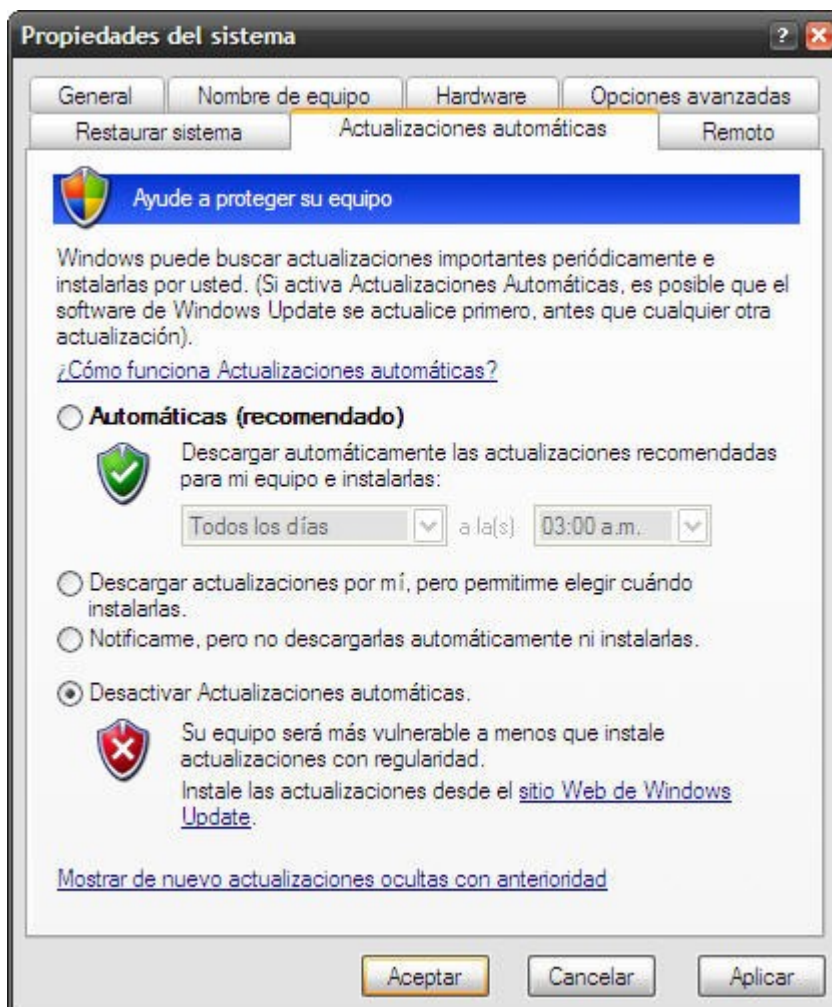 Propiedades del sistema
?
General Nombre de equipo Hardware Opciones avanzadas
Restaurar sistema Actualizaciones automáticas Remoto
Ayude a proteger su equipo
Windows puede buscar actualizaciones importantes periódicamente e
instalarlas por usted. (Si activa Actualizaciones Automáticas, es posible que el
software de Windows Update se actualice primero, antes que cualquier otra
actualización).
¿Cómo funciona Actualizaciones automáticas?
Automáticas (recomendado)
Descargar automáticamente las actualizaciones recomendadas
para mi equipo e instalarlas:
Todos los días a la(s) 03:00 a.m.
Descargar actualizaciones por mí, pero permitirme elegir cuándo
instalarlas.
Notificarme, pero no descargarlas automáticamente ni instalarlas.
Desactivar Actualizaciones automáticas.
Su equipo será más vulnerable a menos que instale
actualizaciones con regularidad.
Instale las actualizaciones desde el sitio Web de Windows
Update.
Mostrar de nuevo actualizaciones ocultas con anterioridad
Aceptar Cancelar Aplicar